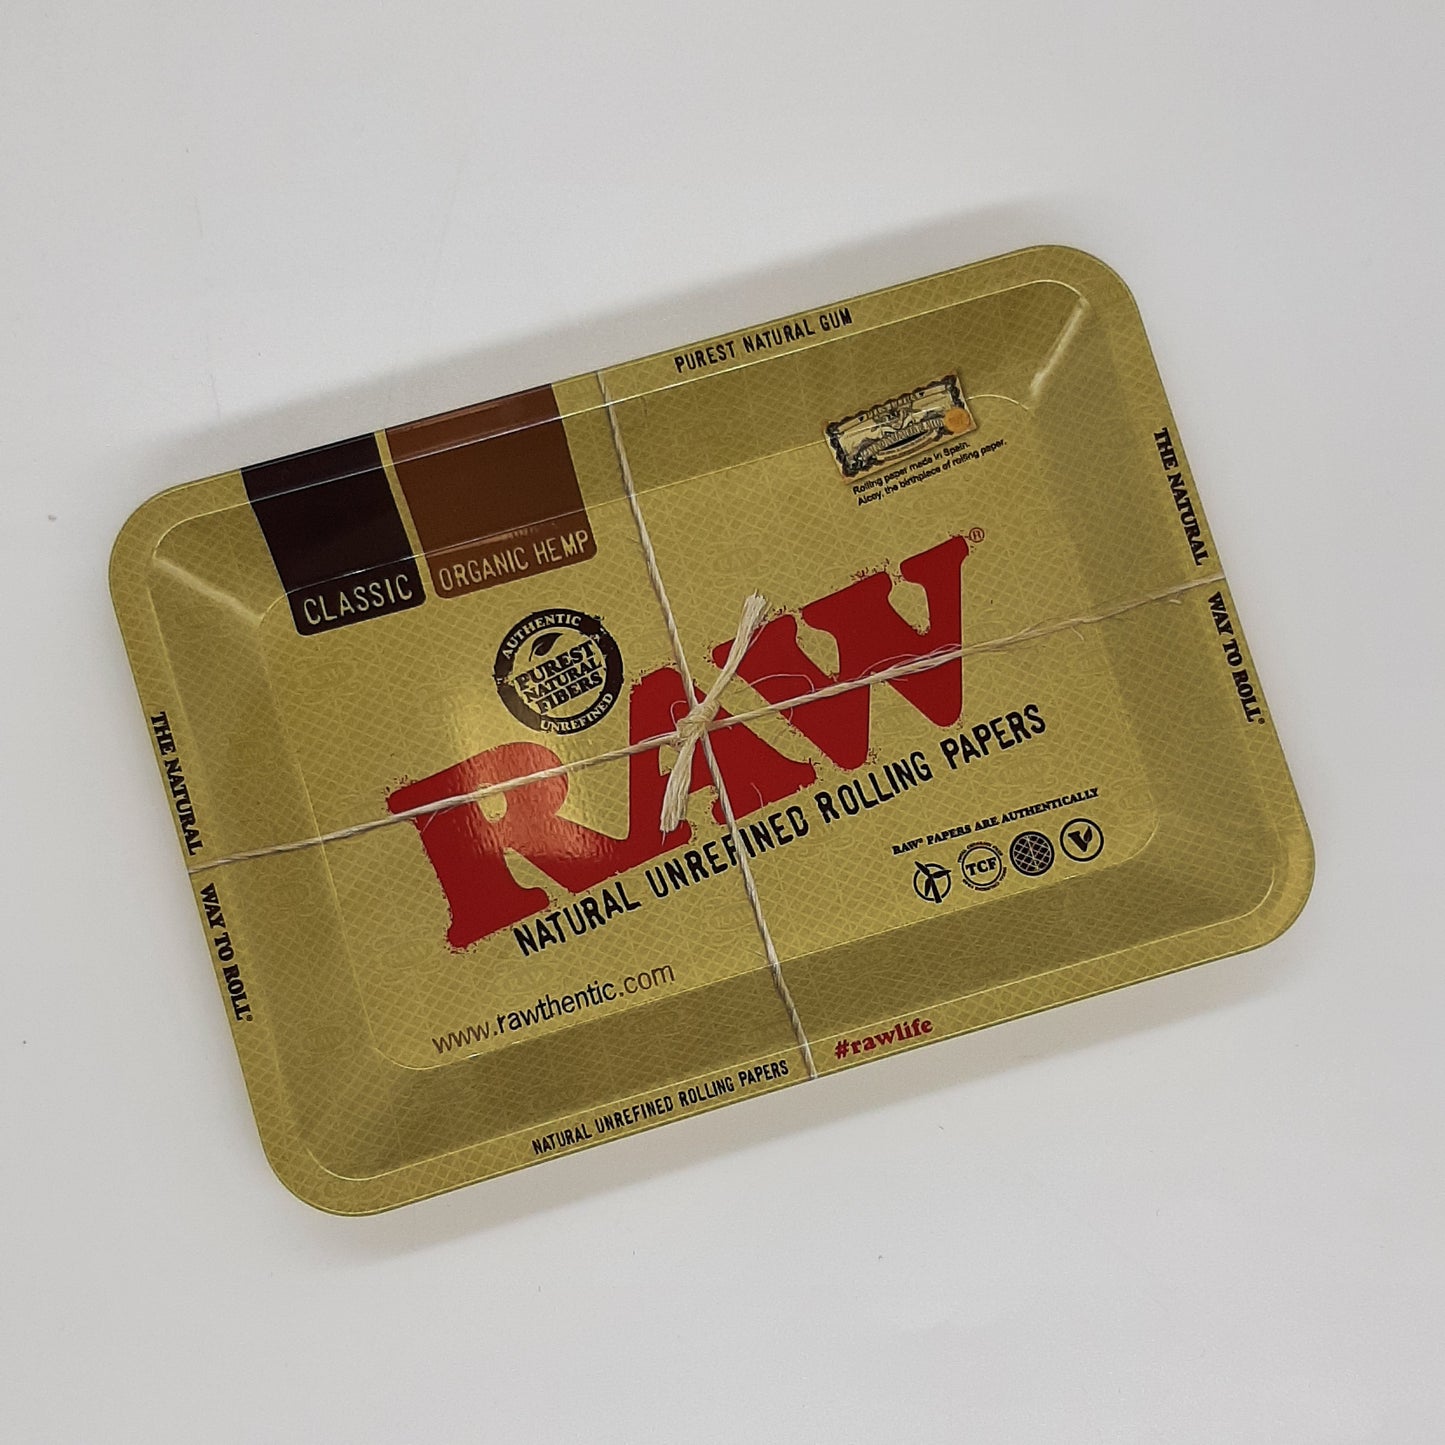 PUREST NATURAL GUM
CLASSIC
ORGANIC HEMP
Rolling paper made in Spain.
Alcoy, the birthplace of rolling paper.
THE NATURAL
WAY TO ROLL®
AUTHENTIC
PUREST
NATURAL
FIBERS
UNREFINED
RAW®
NATURAL UNREFINED ROLLING PAPERS
RAW® PAPERS ARE AUTHENTICALLY
TCF
V
THE NATURAL
WAY TO ROLL®
www.rawthentic.com
NATURAL UNREFINED ROLLING PAPERS
#rawlife